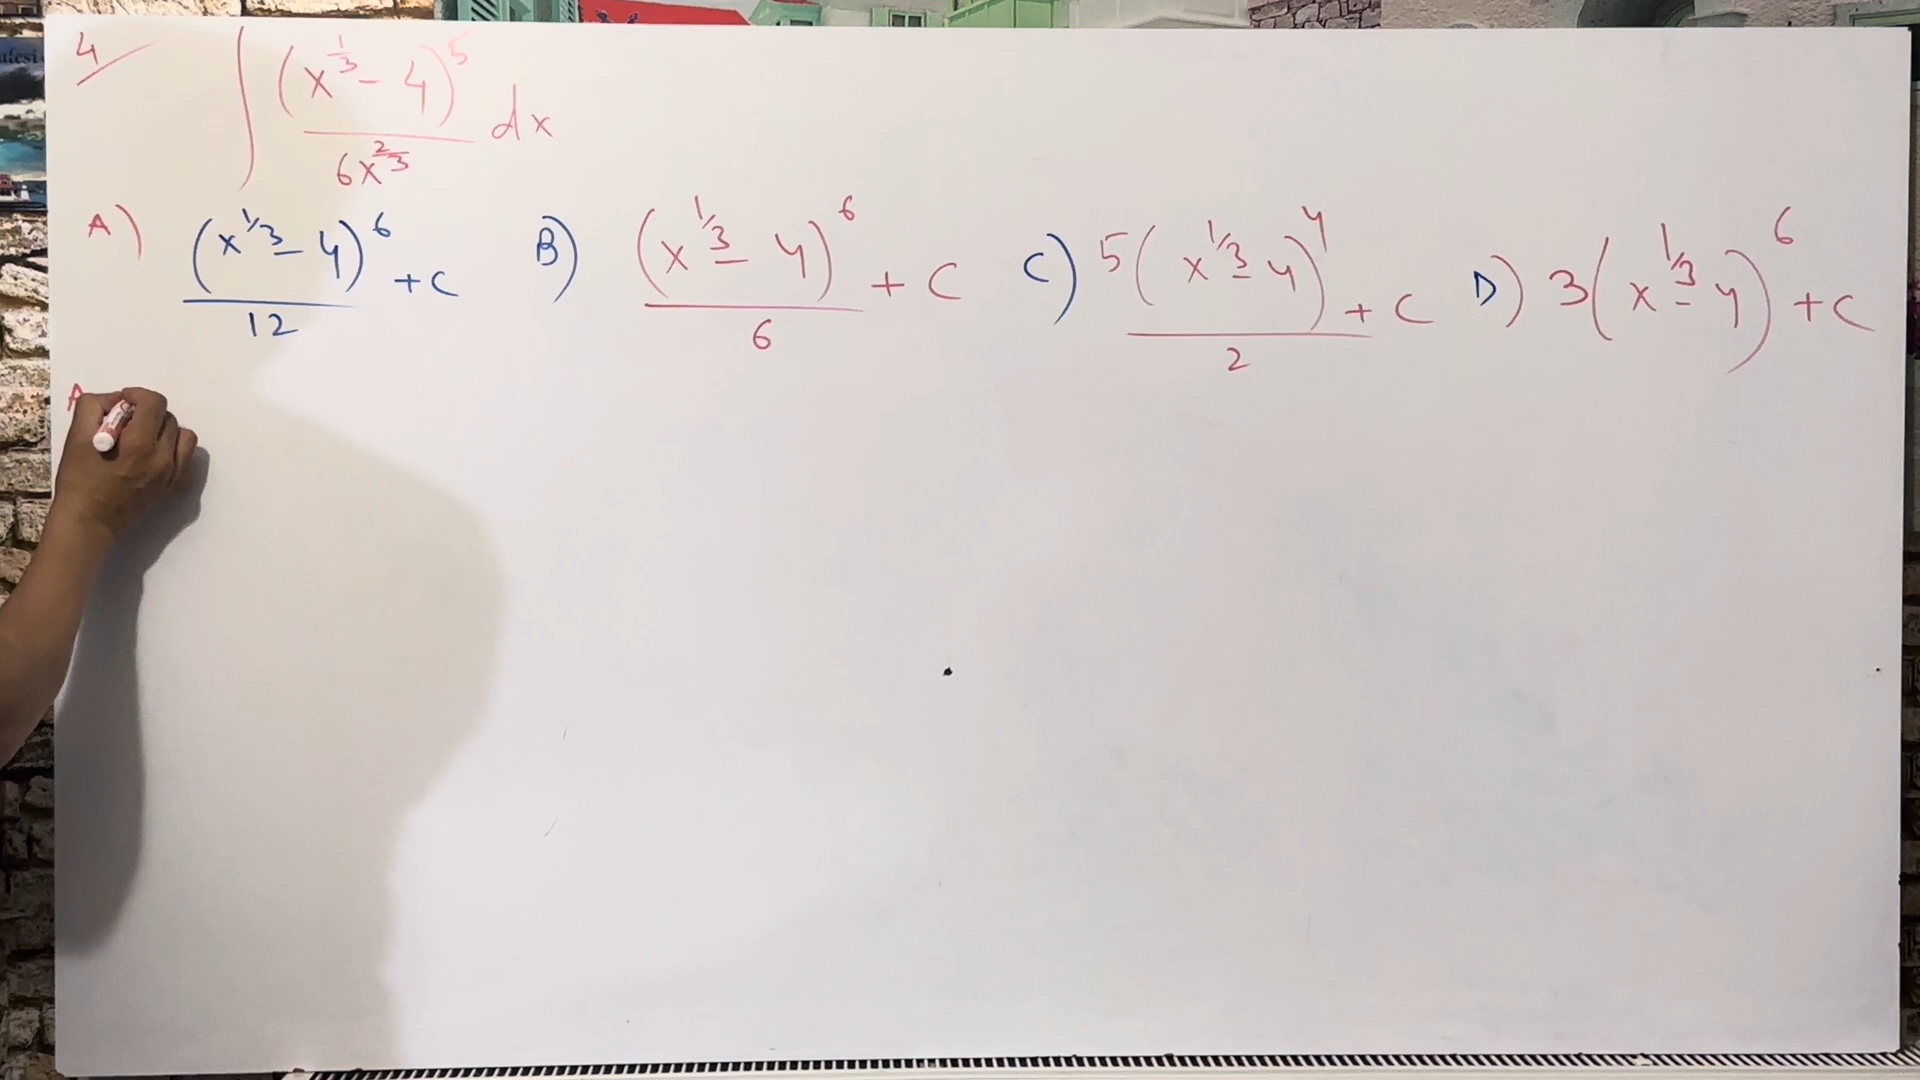 4
∫ (x^{1/3} - 4)^5 / 6x^{2/3} dx
A) (x^{1/3} - 4)^6 / 12 + C B) (x^{1/3} - 4)^6 / 6 + C C) 5(x^{1/3} - 4)^4 / 2 + C D) 3(x^{1/3} - 4)^6 + C
A